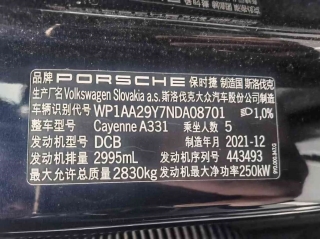 品牌 PORSCHE 保时捷 制造国 斯洛伐克
生产厂名 Volkswagen Slovakia a.s. 斯洛伐克大众汽车股份公司制造
车辆识别代号 WP1AA29Y7NDA08701 1,0%
整车型号 Cayenne A331 乘坐人数 5
发动机型号 DCB 制造年月 2021-12
发动机排量 2995mL 发动机序列号 443493
最大允许总质量 2830kg 发动机最大净功率 250kW